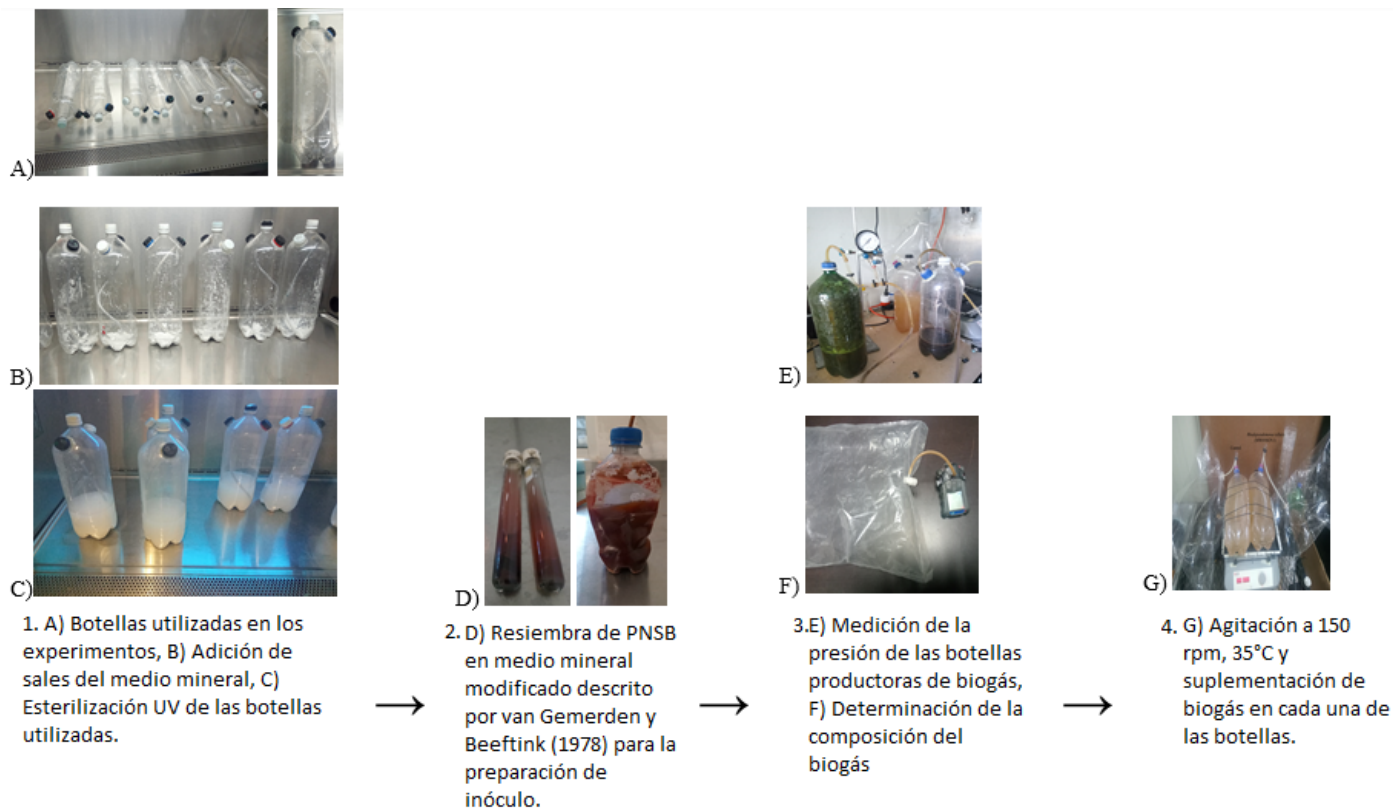 A)
B)
C)
1. A) Botellas utilizadas en los
experimentos, B) Adición de
sales del medio mineral, C)
Esterilización UV de las botellas
utilizadas.
D)
2. D) Resiembra de PNSB
en medio mineral
modificado descrito
por van Gemerden y
Beeftink (1978) para la
preparación de
inóculo.
E)
F)
3.E) Medición de la
presión de las botellas
productoras de biogás,
F) Determinación de la
composición del
biogás
G)
4. G) Agitación a 150
rpm, 35°C y
suplementación de
biogás en cada una de
las botellas.